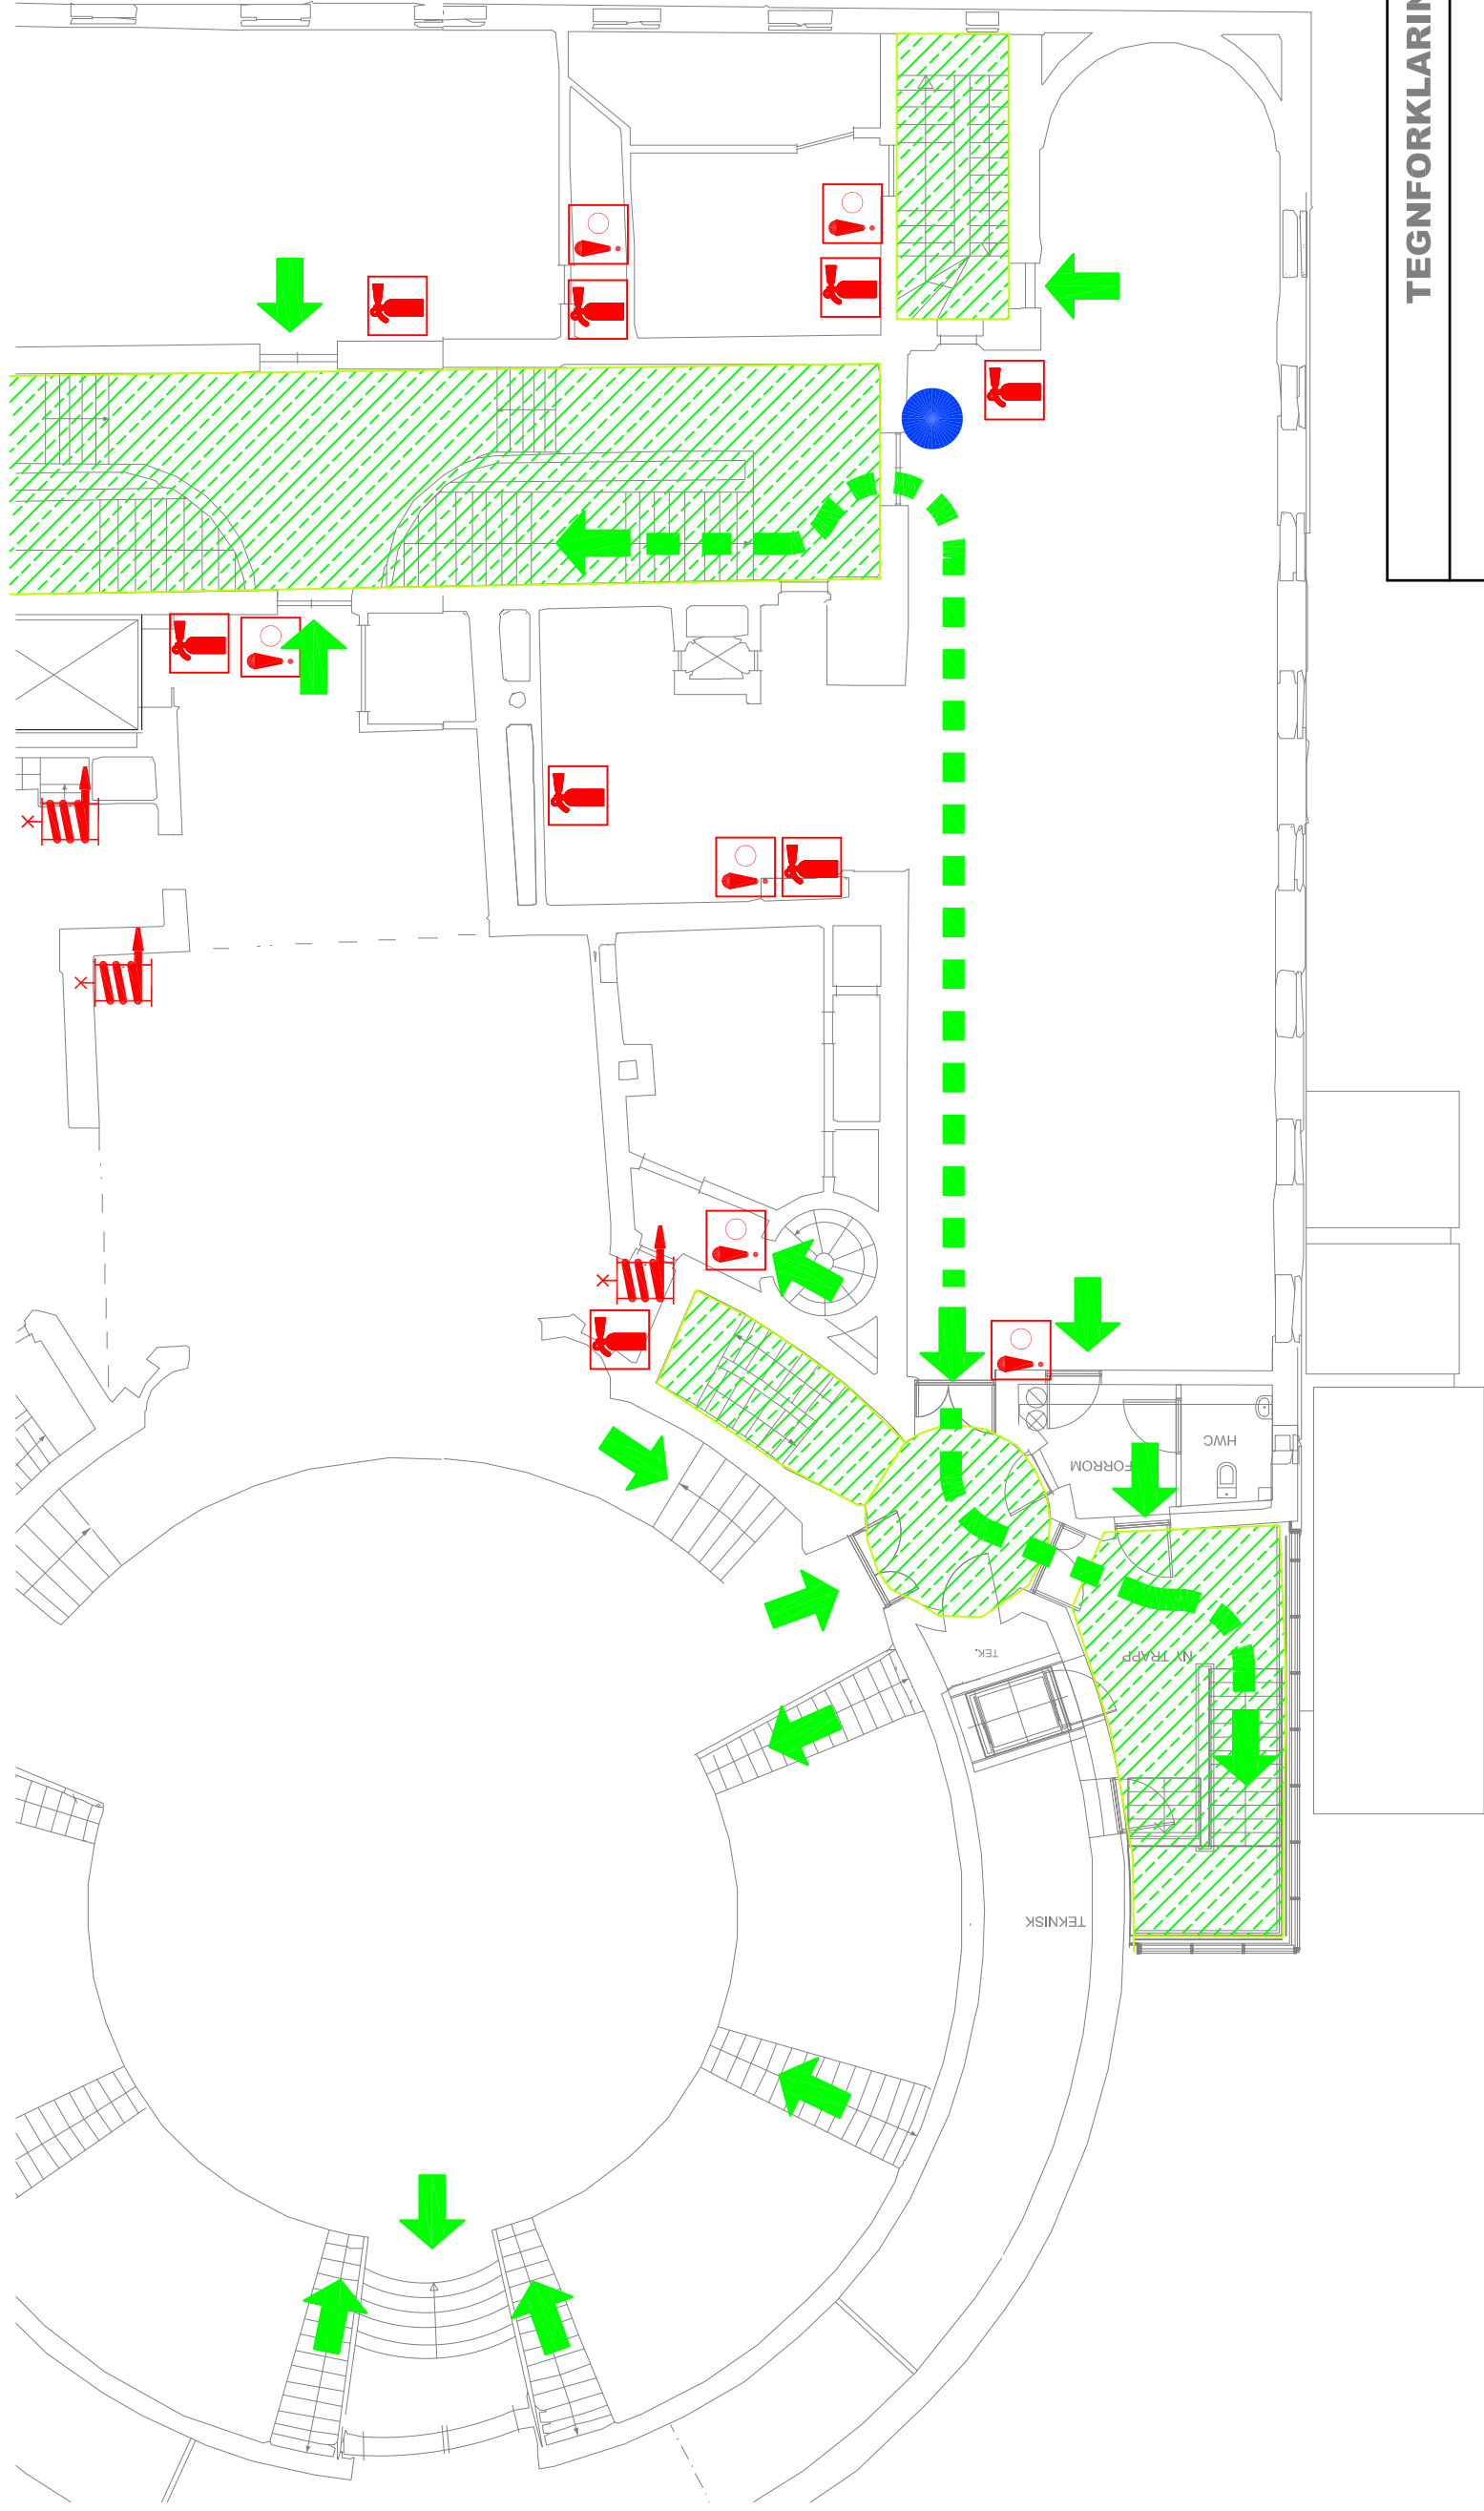 TEGNFORKLARIN
HWC
FORROM
TEK.
NY TRAPP
TEKNISK